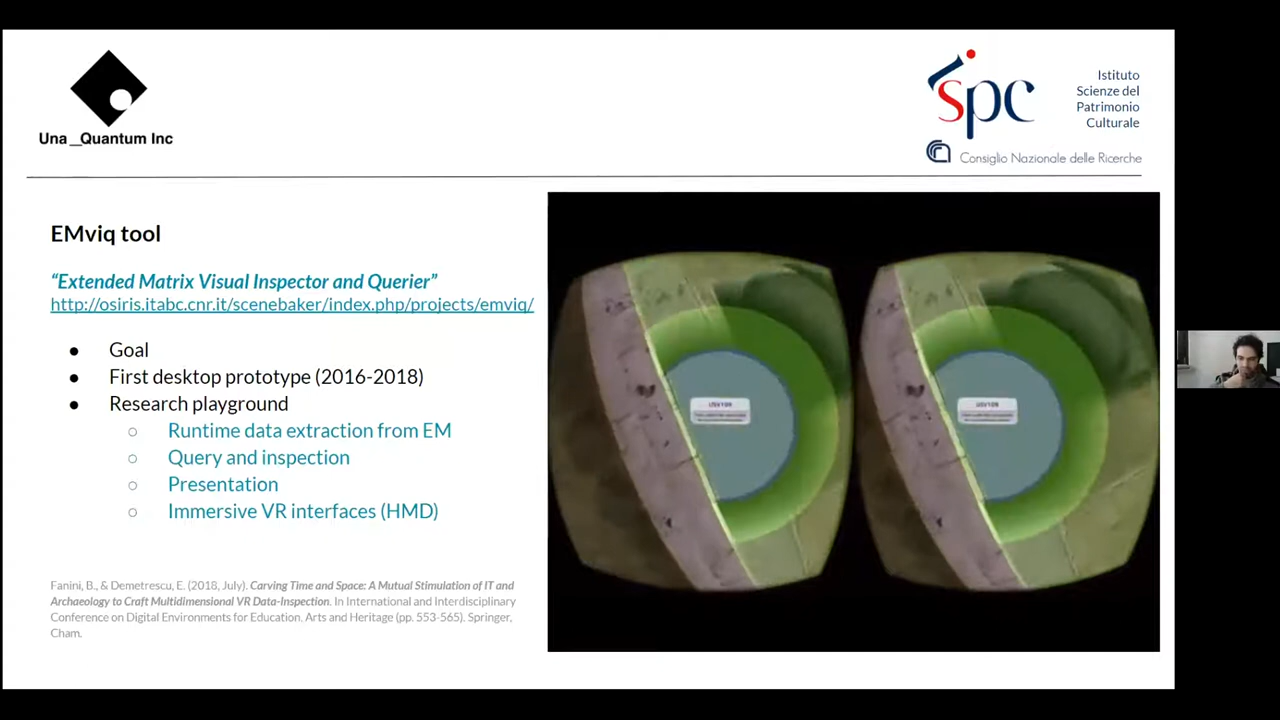 Una_Quantum Inc
ispc
Istituto
Scienze del
Patrimonio
Culturale
Consiglio Nazionale delle Ricerche
EMviq tool
“Extended Matrix Visual Inspector and Querier”
http://osiris.itabc.cnr.it/scenebaker/index.php/projects/emviq/
● Goal
● First desktop prototype (2016-2018)
● Research playground
○ Runtime data extraction from EM
○ Query and inspection
○ Presentation
○ Immersive VR interfaces (HMD)
Fanini, B., & Demetrescu, E. (2018, July). Carving Time and Space: A Mutual Stimulation of IT and
Archaeology to Craft Multidimensional VR Data-Inspection. In International and Interdisciplinary
Conference on Digital Environments for Education, Arts and Heritage (pp. 553-565). Springer,
Cham.